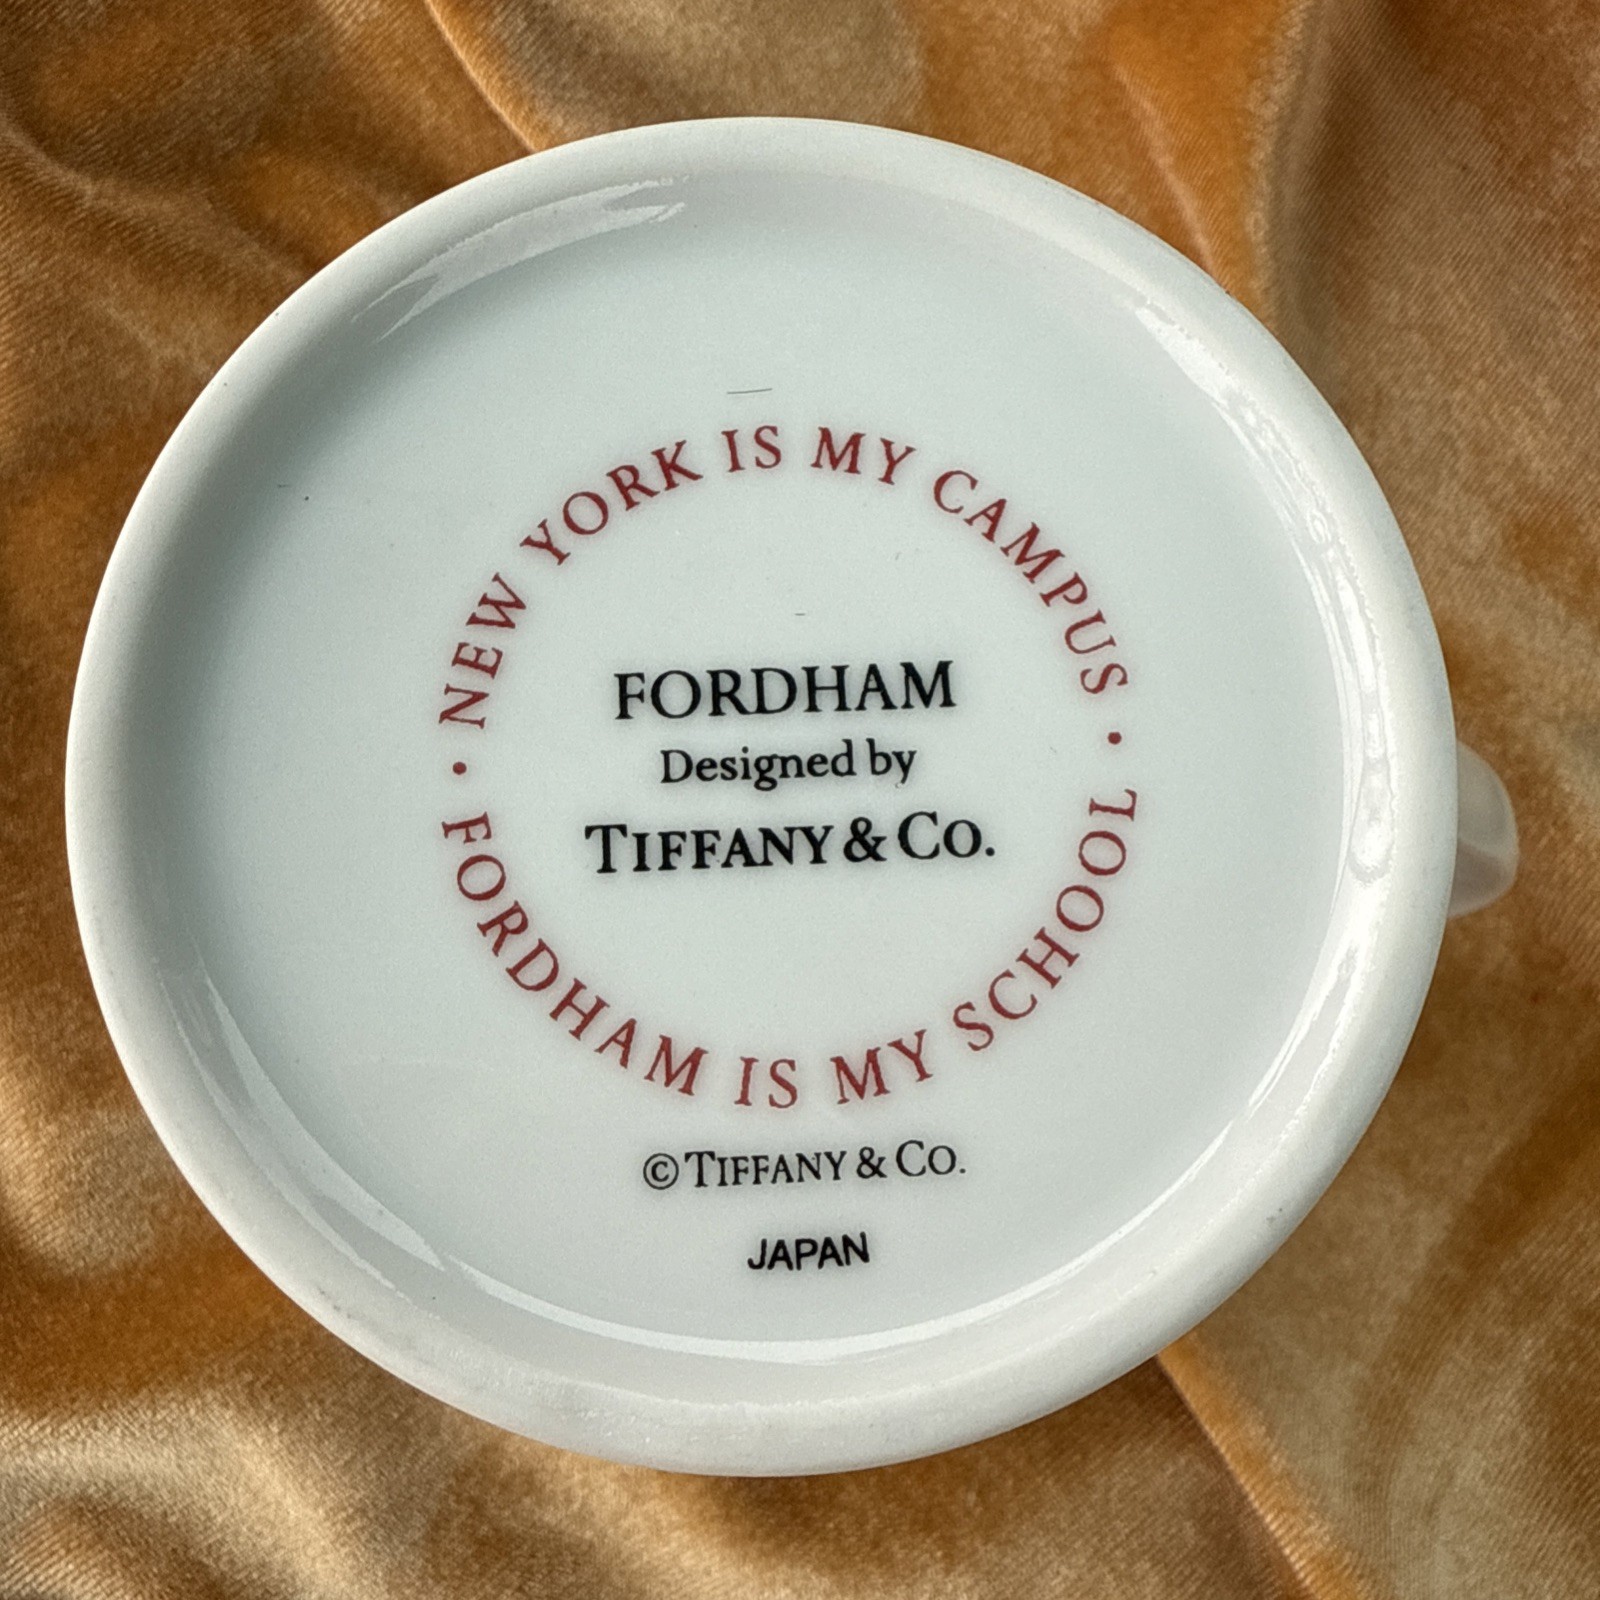 · NEW YORK IS MY CAMPUS ·
FORDHAM IS MY SCHOOL
FORDHAM
Designed by
TIFFANY & CO.
©TIFFANY & CO.
JAPAN